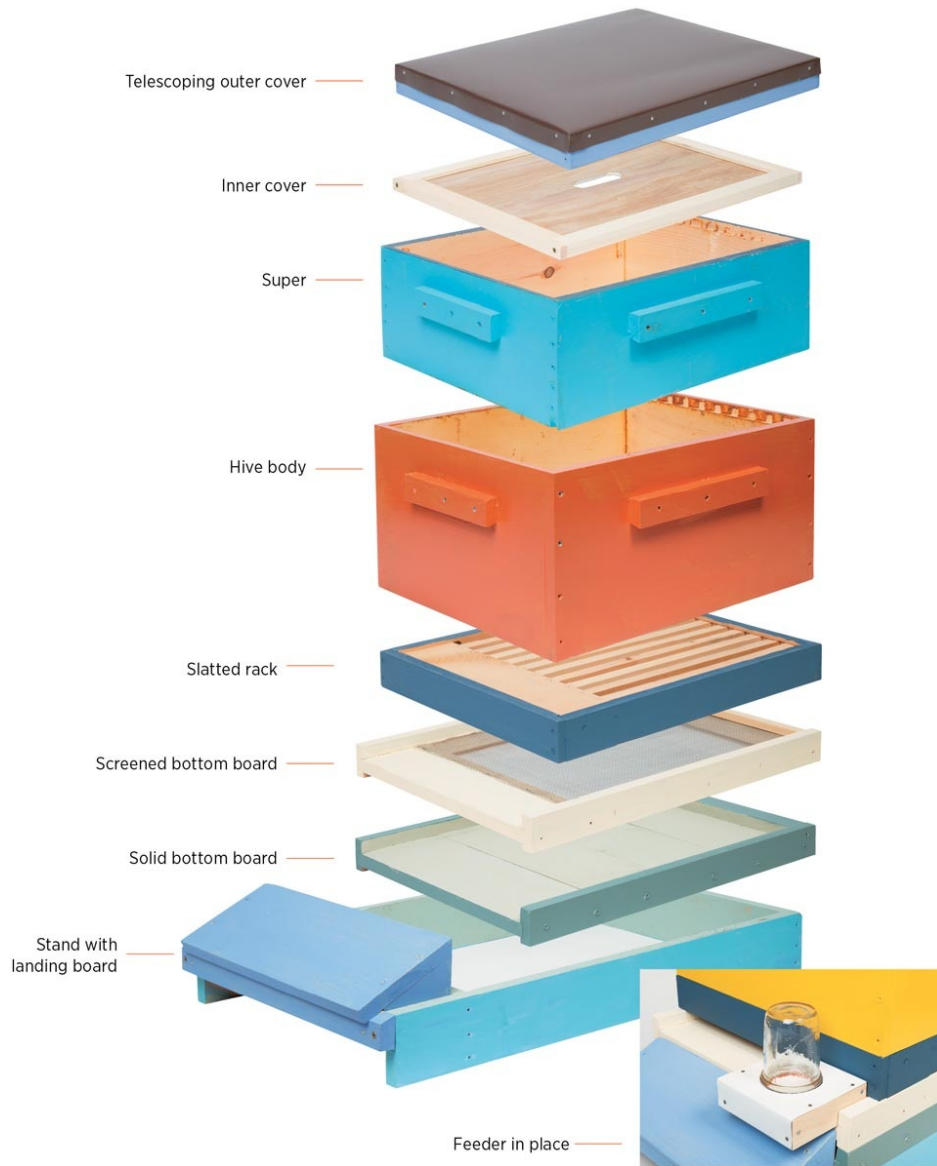 Telescoping outer cover
Inner cover
Super
Hive body
Slatted rack
Screened bottom board
Solid bottom board
Stand with
landing board
Feeder in place